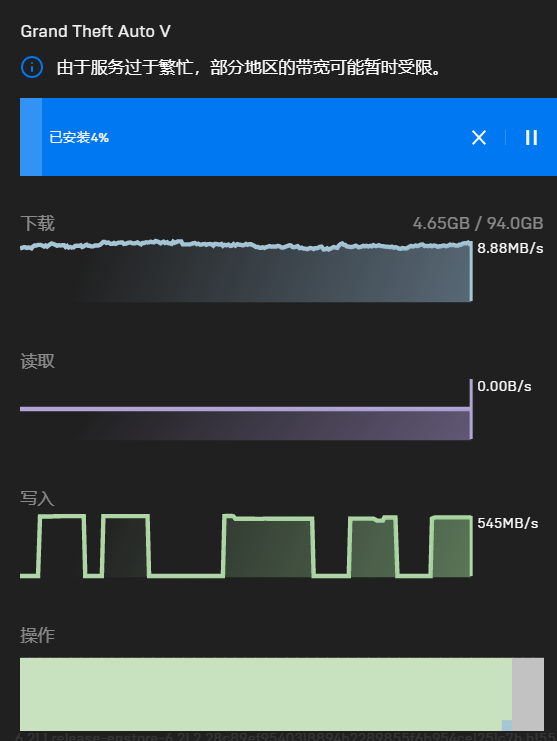 Grand Theft Auto V
由于服务过于繁忙，部分地区的带宽可能暂时受限。
已安装4%
下载
4.65GB / 94.0GB
8.88MB/s
读取
0.00B/s
写入
545MB/s
操作